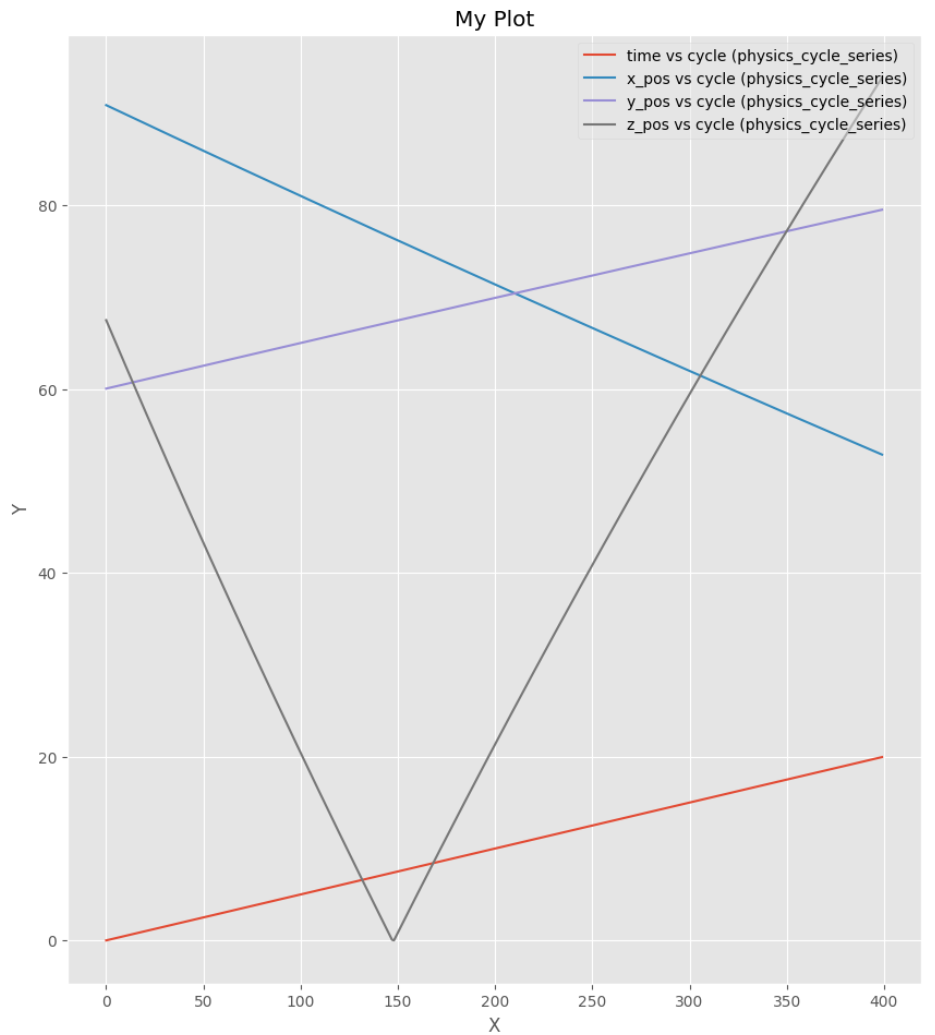 My Plot
time vs cycle (physics_cycle_series)
x_pos vs cycle (physics_cycle_series)
y_pos vs cycle (physics_cycle_series)
z_pos vs cycle (physics_cycle_series)
80
60
40
20
0
Y
0 50 100 150 200 250 300 350 400
X